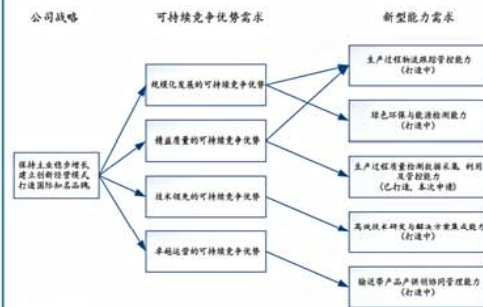 公司战略
可持续竞争优势需求
新型能力需求
保持主业稳步增长,
建立创新经营模式,
打造国际知名品牌,
规模化发展的可持续竞争优势
精益质量的可持续竞争优势
技术领先的可持续竞争优势
卓越运营的可持续竞争优势
生产过程物流跟踪管控能力
(打造中)
绿色环保与能源检测能力
(打造中)
生产过程质量检测数据采集, 利用
及管控能力
(已打造, 本次申请)
高效技术研发与解决方案集成能力
(打造中)
输送带产品产供销协同管理能力
(打造中)